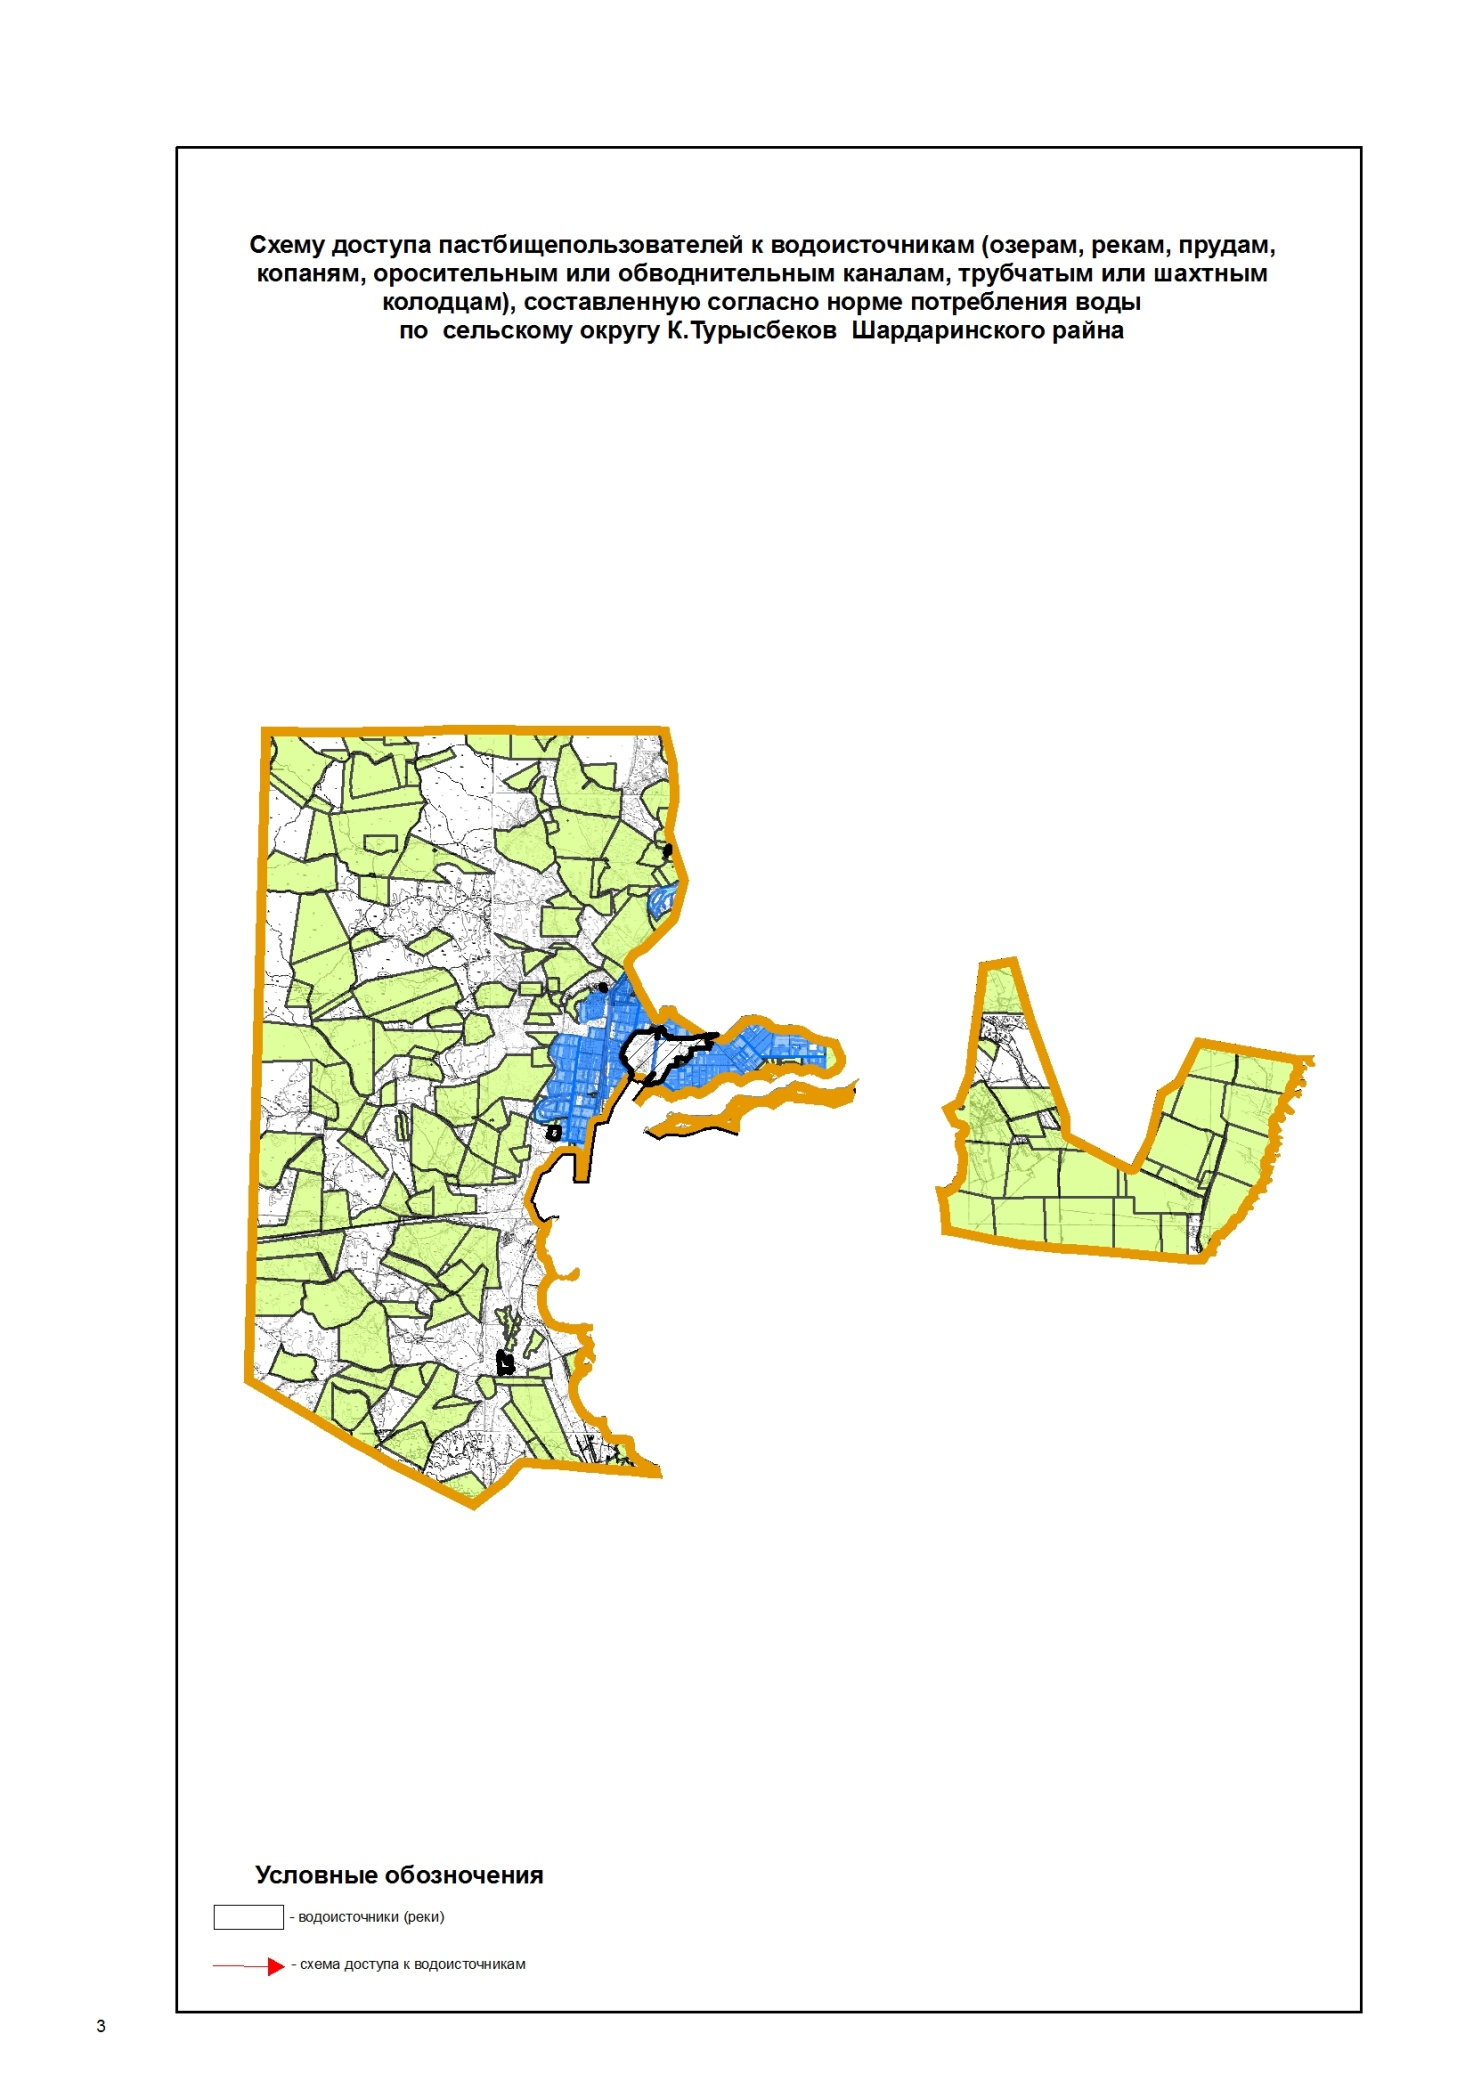 Схему доступа пастбищепользователей к водоисточникам (озерам, рекам, прудам,
копаням, оросительным или обводнительным каналам, трубчатым или шахтным
колодцам), составленную согласно норме потребления воды
по сельскому округу К.Турысбеков Шардаринского райна
Условные обозночения
- водоисточники (реки)
- схема доступа к водоисточникам
3